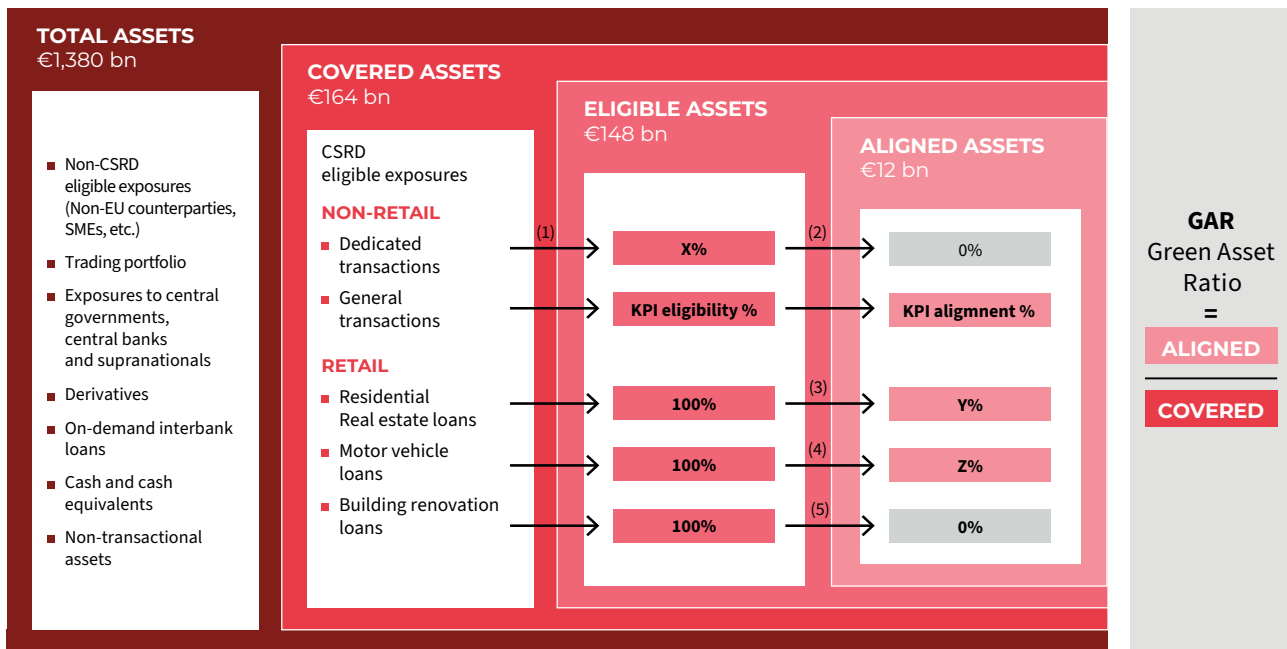 TOTAL ASSETS
€1,380 bn
Non-CSRD
eligible exposures
(Non-EU counterparties,
SMEs, etc.)
Trading portfolio
Exposures to central
governments,
central banks
and supranationals
Derivatives
On-demand interbank
loans
Cash and cash
equivalents
Non-transactional
assets
COVERED ASSETS
€164 bn
CSRD
eligible exposures
NON-RETAIL
Dedicated
transactions
General
transactions
RETAIL
Residential
Real estate loans
Motor vehicle
loans
Building renovation
loans
(1)
ELIGIBLE ASSETS
€148 bn
X%
KPI eligibility %
100%
100%
100%
(2)
(3)
(4)
(5)
ALIGNED ASSETS
€12 bn
0%
KPI aligmnent %
Y%
Z%
0%
GAR
Green Asset
Ratio
=
ALIGNED
COVERED